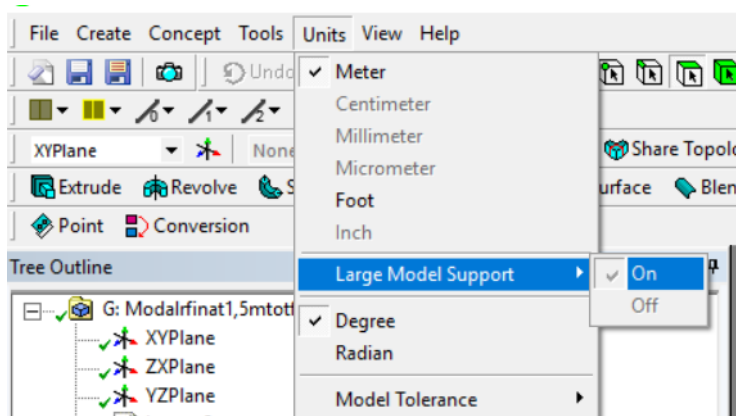 File Create Concept Tools Units View Help
Undo
Meter
Centimeter
Millimeter
Micrometer
Foot
Inch
Large Model Support
On
Off
Degree
Radian
Model Tolerance
XYPlane
None
Share Topolo
Extrude Revolve S
urface Blen
Point Conversion
Tree Outline
G: Modalrfinat1,5mtott
XYPlane
ZXPlane
YZPlane